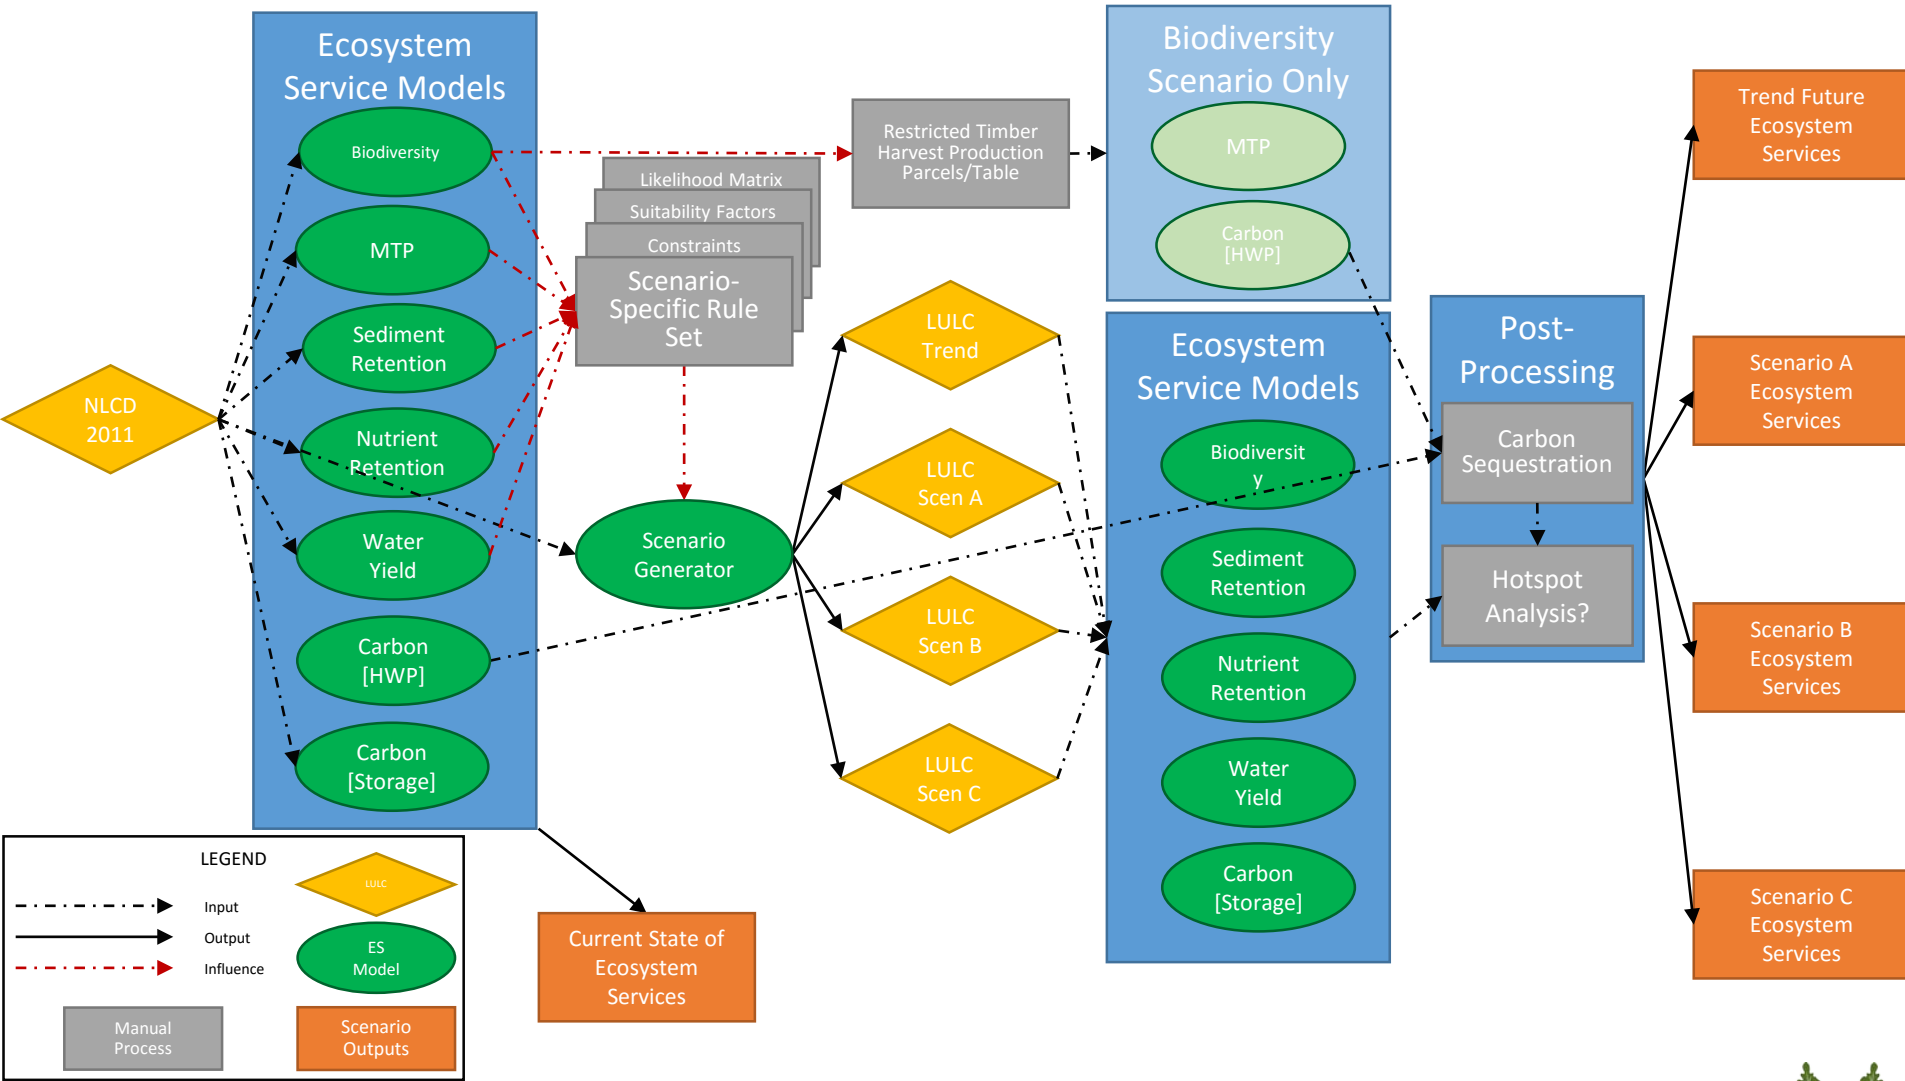 Ecosystem
Service Models
Biodiversity
MTP
Sediment
Retention
Nutrient
Retention
Water
Yield
Carbon
[HWP]
Carbon
[Storage]
NLCD
2011
Likelihood Matrix
Suitability Factors
Constraints
Scenario-
Specific Rule
Set
Restricted Timber
Harvest Production
Parcels/Table
Scenario
Generator
LULC
Trend
LULC
Scen A
LULC
Scen B
LULC
Scen C
Biodiversity
Scenario Only
MTP
Carbon
[HWP]
Ecosystem
Service Models
Biodiversit
y
Sediment
Retention
Nutrient
Retention
Water
Yield
Carbon
[Storage]
Post-
Processing
Carbon
Sequestration
Hotspot
Analysis?
Trend Future
Ecosystem
Services
Scenario A
Ecosystem
Services
Scenario B
Ecosystem
Services
Scenario C
Ecosystem
Services
Current State of
Ecosystem
Services
LEGEND
Input
Output
Influence
LULC
ES
Model
Manual
Process
Scenario
Outputs